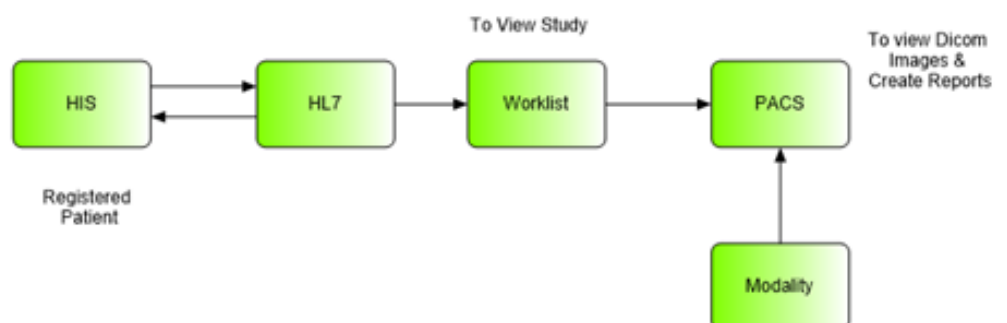 To View Study
To view Dicom
Images &
Create Reports
HIS
HL7
Worklist
PACS
Registered
Patient
Modality